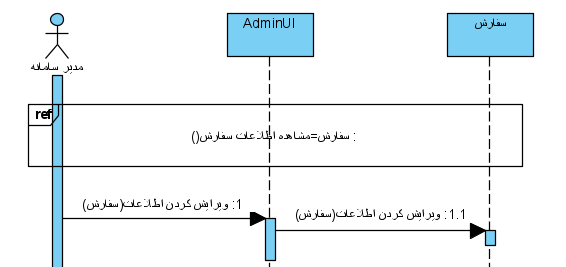 AdminUI
سفارش
مدیر سامانه
ref
سفارش=مشاهده اطلاعات سفارش() :
1: ویرایش کردن اطلاعات(سفارش)
1.1: ویرایش کردن اطلاعات(سفارش)